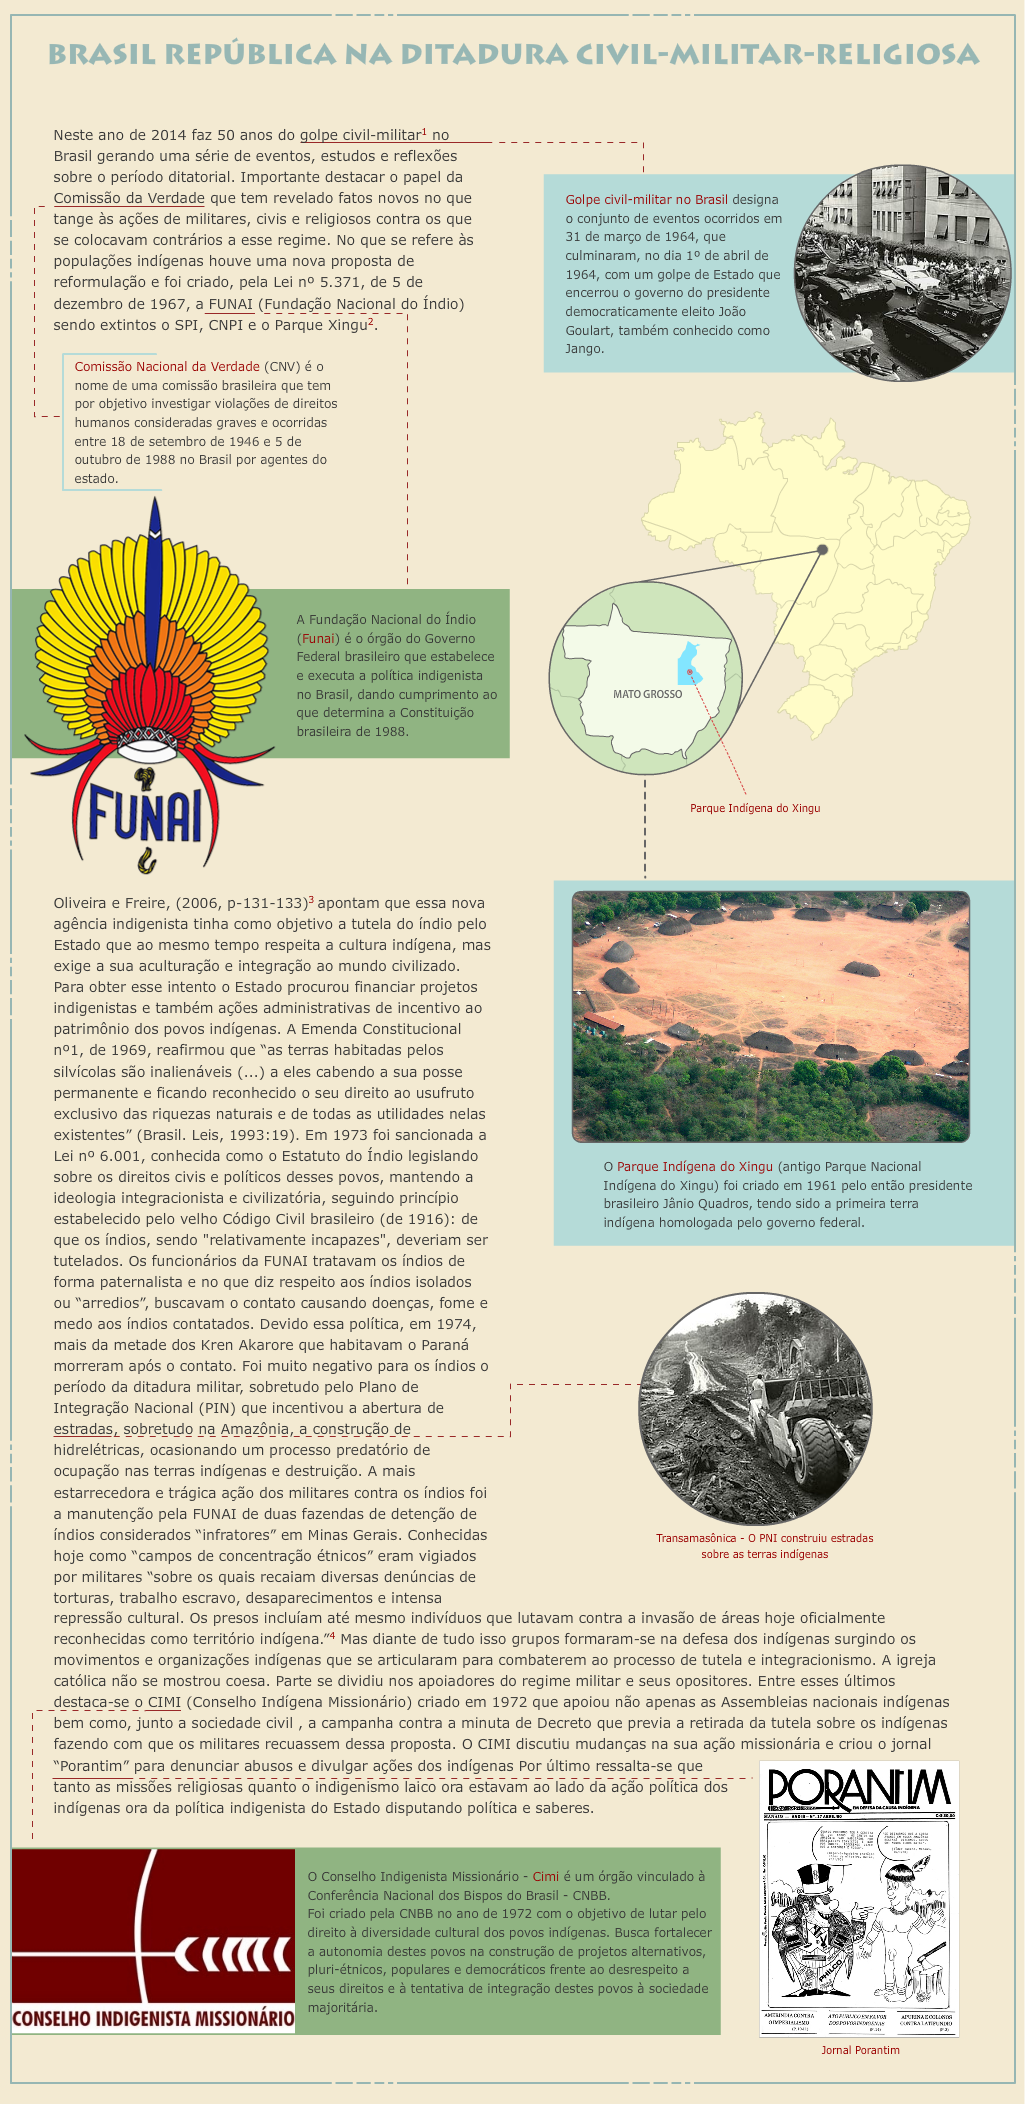 BRASIL REPÚBLICA NA DITADURA CIVIL-MILITAR-RELIGIOSA
Neste ano de 2014 faz 50 anos do golpe civil-militar1 no
Brasil gerando uma série de eventos, estudos e reflexões
sobre o período ditatorial. Importante destacar o papel da
Comissão da Verdade que tem revelado fatos novos no que
tange às ações de militares, civis e religiosos contra os que
se colocavam contrários a esse regime. No que se refere às
populações indígenas houve uma nova proposta de
reformulação e foi criado, pela Lei nº 5.371, de 5 de
dezembro de 1967, a FUNAI (Fundação Nacional do Índio)
sendo extintos o SPI, CNPI e o Parque Xingu2.
Golpe civil-militar no Brasil designa
o conjunto de eventos ocorridos em
31 de março de 1964, que
culminaram, no dia 1º de abril de
1964, com um golpe de Estado que
encerrou o governo do presidente
democraticamente eleito João
Goulart, também conhecido como
Jango.
Comissão Nacional da Verdade (CNV) é o
nome de uma comissão brasileira que tem
por objetivo investigar violações de direitos
humanos consideradas graves e ocorridas
entre 18 de setembro de 1946 e 5 de
outubro de 1988 no Brasil por agentes do
estado.
FUNAI
A Fundação Nacional do Índio
(Funai) é o órgão do Governo
Federal brasileiro que estabelece
e executa a política indigenista
no Brasil, dando cumprimento ao
que determina a Constituição
brasileira de 1988.
MATO GROSSO
Parque Indígena do Xingu
Oliveira e Freire, (2006, p-131-133)3 apontam que essa nova
agência indigenista tinha como objetivo a tutela do índio pelo
Estado que ao mesmo tempo respeita a cultura indígena, mas
exige a sua aculturação e integração ao mundo civilizado.
Para obter esse intento o Estado procurou financiar projetos
indigenistas e também ações administrativas de incentivo ao
patrimônio dos povos indígenas. A Emenda Constitucional
nº1, de 1969, reafirmou que “as terras habitadas pelos
silvícolas são inalienáveis (...) a eles cabendo a sua posse
permanente e ficando reconhecido o seu direito ao usufruto
exclusivo das riquezas naturais e de todas as utilidades nelas
existentes” (Brasil. Leis, 1993:19). Em 1973 foi sancionada a
Lei nº 6.001, conhecida como o Estatuto do Índio legislando
sobre os direitos civis e políticos desses povos, mantendo a
ideologia integracionista e civilizatória, seguindo princípio
estabelecido pelo velho Código Civil brasileiro (de 1916): de
que os índios, sendo "relativamente incapazes", deveriam ser
tutelados. Os funcionários da FUNAI tratavam os índios de
forma paternalista e no que diz respeito aos índios isolados
ou “arredios”, buscavam o contato causando doenças, fome e
medo aos índios contatados. Devido essa política, em 1974,
mais da metade dos Kren Akarore que habitavam o Paraná
morreram após o contato. Foi muito negativo para os índios o
período da ditadura militar, sobretudo pelo Plano de
Integração Nacional (PIN) que incentivou a abertura de
estradas, sobretudo na Amazônia, a construção de
hidrelétricas, ocasionando um processo predatório de
ocupação nas terras indígenas e destruição. A mais
estarrecedora e trágica ação dos militares contra os índios foi
a manutenção pela FUNAI de duas fazendas de detenção de
índios considerados “infratores” em Minas Gerais. Conhecidas
hoje como “campos de concentração étnicos” eram vigiados
por militares “sobre os quais recaiam diversas denúncias de
torturas, trabalho escravo, desaparecimentos e intensa
repressão cultural. Os presos incluíam até mesmo indivíduos que lutavam contra a invasão de áreas hoje oficialmente
reconhecidas como território indígena.”4 Mas diante de tudo isso grupos formaram-se na defesa dos indígenas surgindo os
movimentos e organizações indígenas que se articularam para combaterem ao processo de tutela e integracionismo. A igreja
católica não se mostrou coesa. Parte se dividiu nos apoiadores do regime militar e seus opositores. Entre esses últimos
destaca-se o CIMI (Conselho Indígena Missionário) criado em 1972 que apoiou não apenas as Assembleias nacionais indígenas
bem como, junto a sociedade civil , a campanha contra a minuta de Decreto que previa a retirada da tutela sobre os indígenas
fazendo com que os militares recuassem dessa proposta. O CIMI discutiu mudanças na sua ação missionária e criou o jornal
“Porantim” para denunciar abusos e divulgar ações dos indígenas Por último ressalta-se que
tanto as missões religiosas quanto o indigenismo laico ora estavam ao lado da ação política dos
indígenas ora da política indigenista do Estado disputando política e saberes.
O Parque Indígena do Xingu (antigo Parque Nacional
Indígena do Xingu) foi criado em 1961 pelo então presidente
brasileiro Jânio Quadros, tendo sido a primeira terra
indígena homologada pelo governo federal.
Transamasônica - O PNI construiu estradas
sobre as terras indígenas
cimi
CONSELHO INDIGENISTA MISSIONÁRIO
O Conselho Indigenista Missionário - Cimi é um órgão vinculado à
Conferência Nacional dos Bispos do Brasil - CNBB.
Foi criado pela CNBB no ano de 1972 com o objetivo de lutar pelo
direito à diversidade cultural dos povos indígenas. Busca fortalecer
a autonomia destes povos na construção de projetos alternativos,
pluri-étnicos, populares e democráticos frente ao desrespeito a
seus direitos e à tentativa de integração destes povos à sociedade
majoritária.
PORANTIM
EM DEFESA DA CAUSA INDÍGENA
PHILCO
AMERINDIA CONTRA
O IMPERIALISMO
ATO PUBLICO EM FAVOR
DOS POVOS INDIGENAS
APURINA E COLONOS
CONTRA LATIFUNDIO
Jornal Porantim